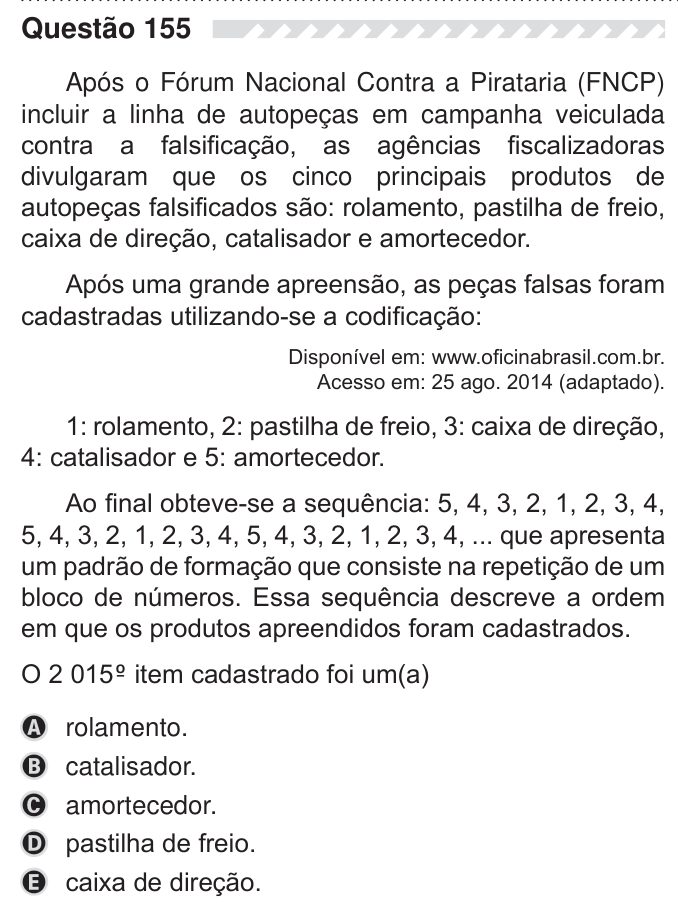 Questão 155
Após o Fórum Nacional Contra a Pirataria (FNCP)
incluir a linha de autopeças em campanha veiculada
contra a falsificação, as agências fiscalizadoras
divulgaram que os cinco principais produtos de
autopeças falsificados são: rolamento, pastilha de freio,
caixa de direção, catalisador e amortecedor.
Após uma grande apreensão, as peças falsas foram
cadastradas utilizando-se a codificação:
Disponível em: www.oficinabrasil.com.br.
Acesso em: 25 ago. 2014 (adaptado).
1: rolamento, 2: pastilha de freio, 3: caixa de direção,
4: catalisador e 5: amortecedor.
Ao final obteve-se a sequência: 5, 4, 3, 2, 1, 2, 3, 4,
5, 4, 3, 2, 1, 2, 3, 4, 5, 4, 3, 2, 1, 2, 3, 4, ... que apresenta
um padrão de formação que consiste na repetição de um
bloco de números. Essa sequência descreve a ordem
em que os produtos apreendidos foram cadastrados.
O 2 015º item cadastrado foi um(a)
A rolamento.
B catalisador.
C amortecedor.
D pastilha de freio.
E caixa de direção.